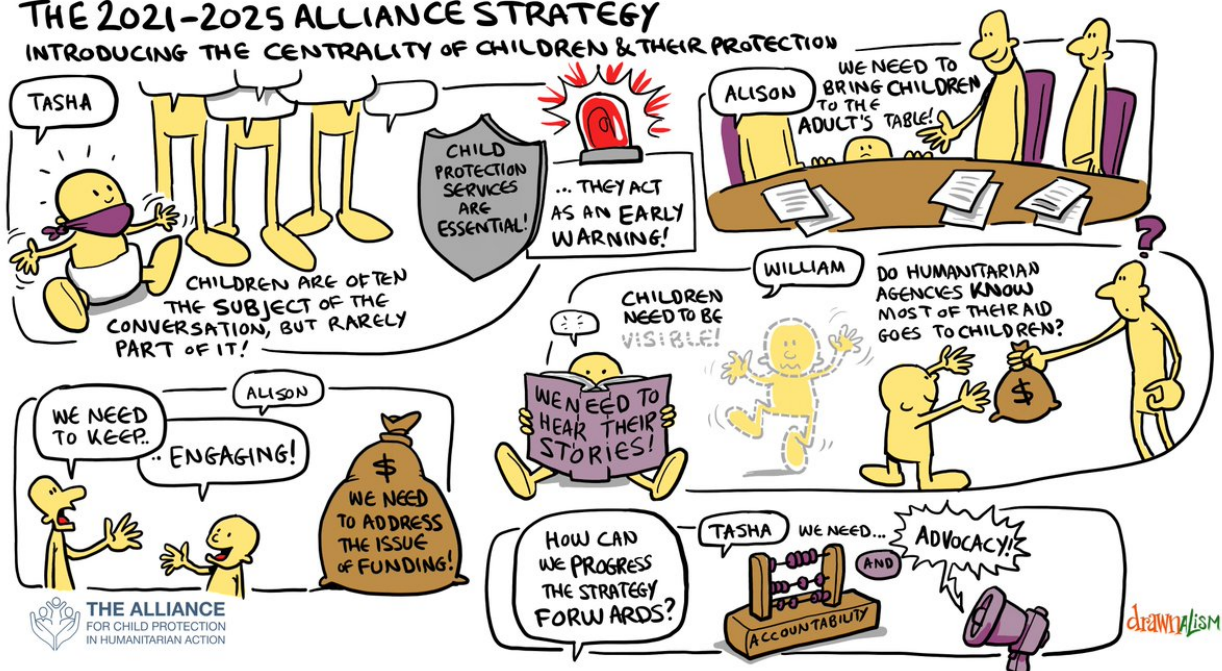 THE 2021-2025 ALLIANCE STRATEGY
INTRODUCING THE CENTRALITY OF CHILDREN & THEIR PROTECTION
TASHA
CHILDREN ARE OFTEN
THE SUBJECT OF THE
CONVERSATION, BUT RARELY
PART OF IT!
CHILD
PROTECTION
SERVICES
ARE
ESSENTIAL!
... THEY ACT
AS AN EARLY
WARNING!
ALISON
WE NEED TO
BRING CHILDREN
TO THE
ADULT'S TABLE!
WILLIAM
CHILDREN
NEED TO BE
VISIBLE!
WE NEED TO
HEAR THEIR
STORIES!
DO HUMANITARIAN
AGENCIES KNOW
MOST OF THEIR AID
GOES TO CHILDREN?
?
$
ALISON
WE NEED
TO KEEP..
.. ENGAGING!
$
WE NEED
TO ADDRESS
THE ISSUE
OF FUNDING!
HOW CAN
WE PROGRESS
THE STRATEGY
FORWARDS?
TASHA
WE NEED...
ACCOUNTABILITY
AND
ADVOCACY!
THE ALLIANCE
FOR CHILD PROTECTION
IN HUMANITARIAN ACTION
drawnALISM